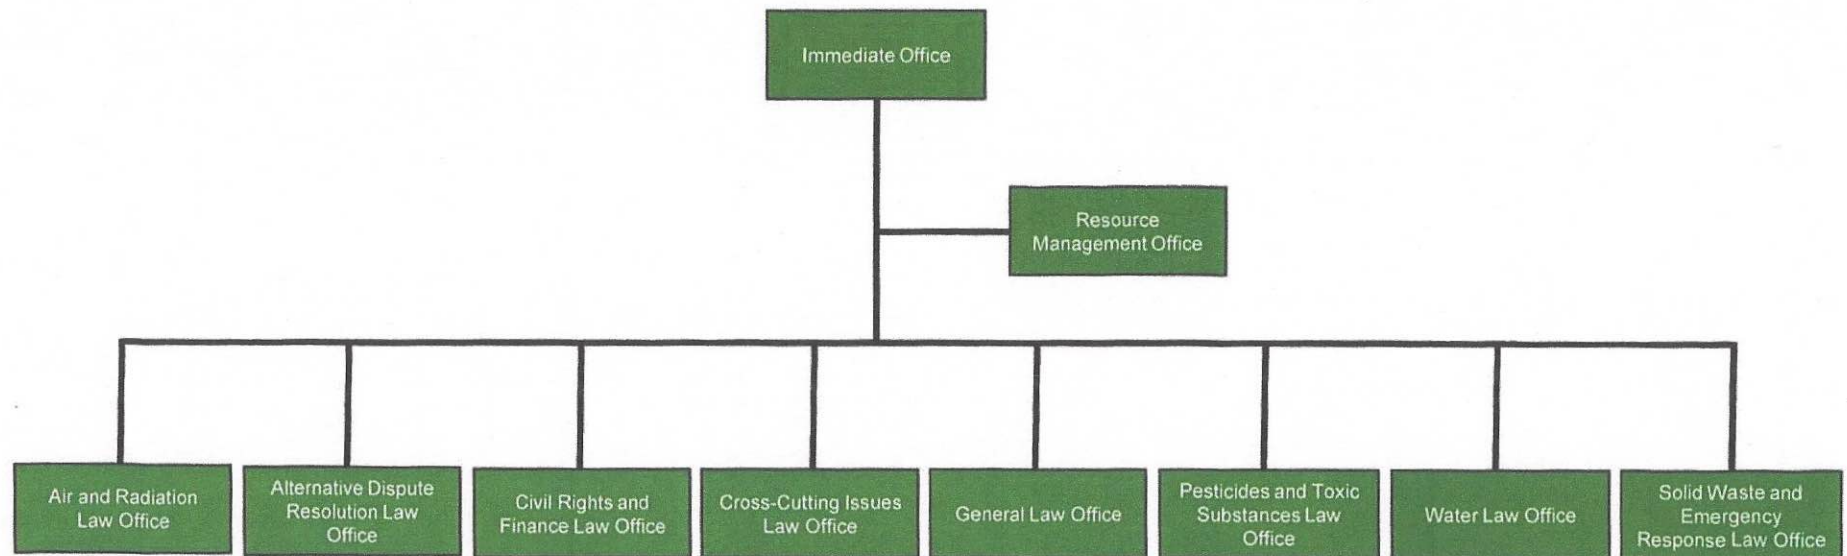 Immediate Office
Resource
Management Office
Air and Radiation
Law Office
Alternative Dispute
Resolution Law
Office
Civil Rights and
Finance Law Office
Cross-Cutting Issues
Law Office
General Law Office
Pesticides and Toxic
Substances Law
Office
Water Law Office
Solid Waste and
Emergency
Response Law Office